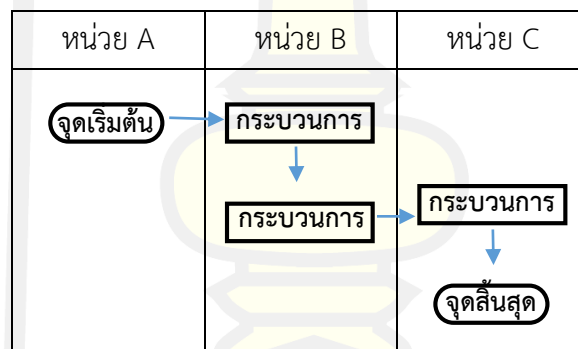 หน่วย A หน่วย B หน่วย C
จุดเริ่มต้น กระบวนการ
กระบวนการ กระบวนการ
จุดสิ้นสุด